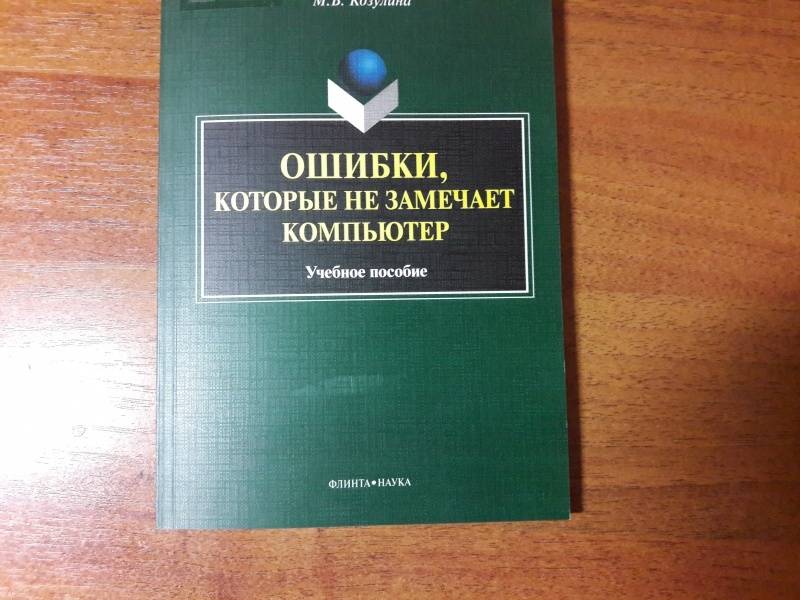 М.В. Козулина
ОШИБКИ,
КОТОРЫЕ НЕ ЗАМЕЧАЕТ
КОМПЬЮТЕР
Учебное пособие
ФЛИНТА•НАУКА